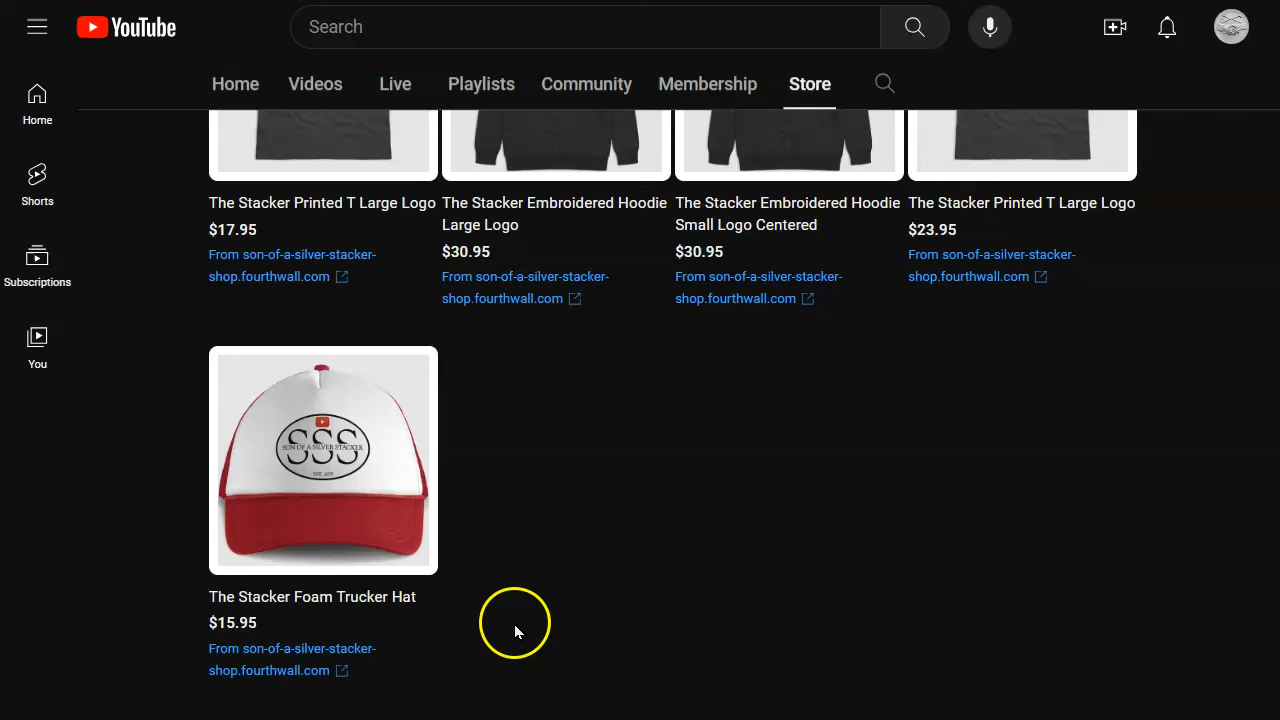 YouTube
Search
Home
Videos
Live
Playlists
Community
Membership
Store
Home
Shorts
Subscriptions
You
The Stacker Printed T Large Logo
$17.95
From son-of-a-silver-stacker-
shop.fourthwall.com
The Stacker Embroidered Hoodie
Large Logo
$30.95
From son-of-a-silver-stacker-
shop.fourthwall.com
The Stacker Embroidered Hoodie
Small Logo Centered
$30.95
From son-of-a-silver-stacker-
shop.fourthwall.com
The Stacker Printed T Large Logo
$23.95
From son-of-a-silver-stacker-
shop.fourthwall.com
SSS
SON OF A SILVER STACKER
The Stacker Foam Trucker Hat
$15.95
From son-of-a-silver-stacker-
shop.fourthwall.com